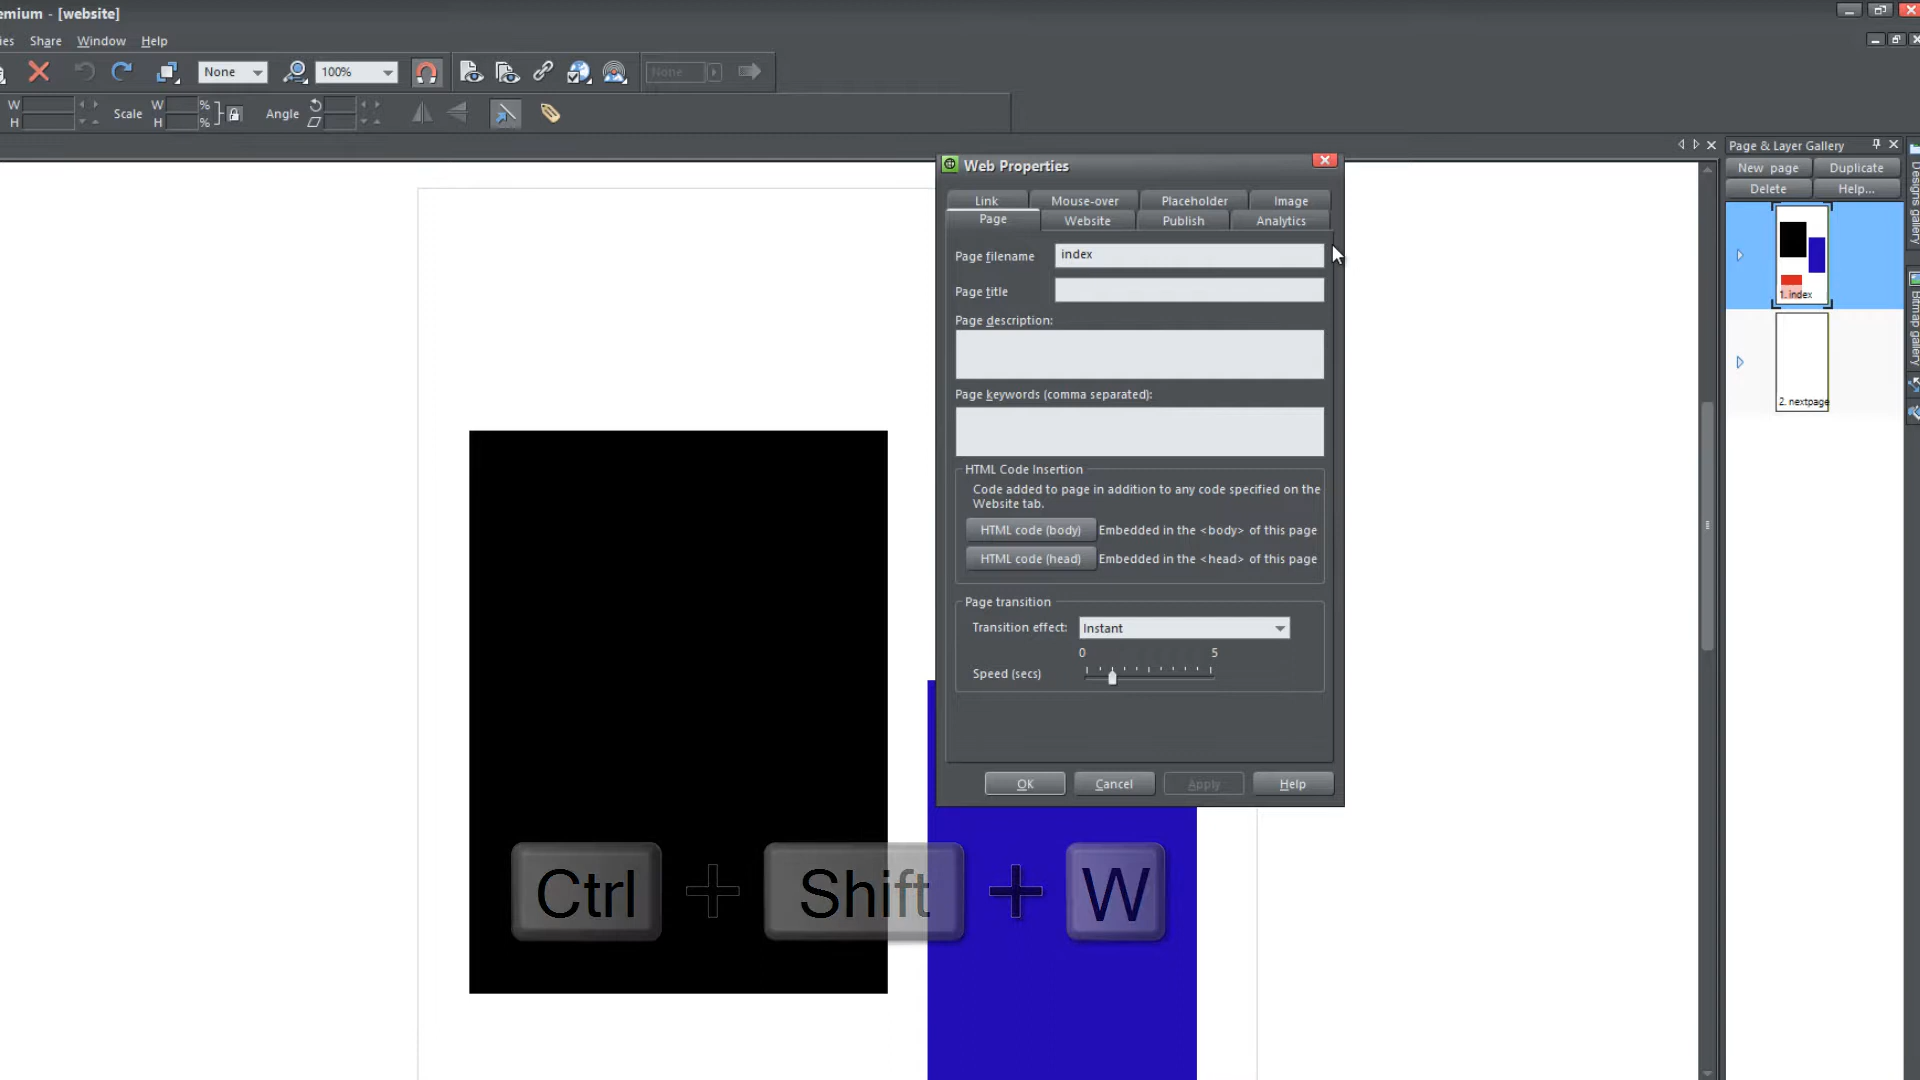 emium - [website]
ies Share Window Help
None 100% None
W Scale W % Angle
H H %
Page & Layer Gallery
New page Duplicate
Delete Help...
1. index
2. nextpage
Designs gallery
Bitmap gallery
Web Properties
Link Mouse-over Placeholder Image
Page Website Publish Analytics
Page filename index
Page title
Page description:
Page keywords (comma separated):
HTML Code Insertion
Code added to page in addition to any code specified on the
Website tab.
HTML code (body) Embedded in the <body> of this page
HTML code (head) Embedded in the <head> of this page
Page transition
Transition effect: Instant
0 5
Speed (secs)
OK Cancel Apply Help
Ctrl + Shift + W